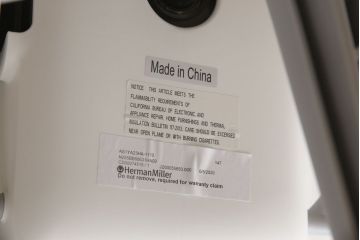 Made in China
NOTICE THIS ARTICLE MEETS THE
FLAMMABILITY REQUIREMENTS OF
CALIFORNIA BUREAU OF ELECTRONIC AND
APPLIANCE REPAIR, HOME FURNISHINGS AND THERMAL
INSULATION BULLETIN 117-2013. CARE SHOULD BE EXERCISED
NEAR OPEN FLAME OR WITH BURNING CIGARETTES.
HermanMiller
Do not remove, required for warranty claim